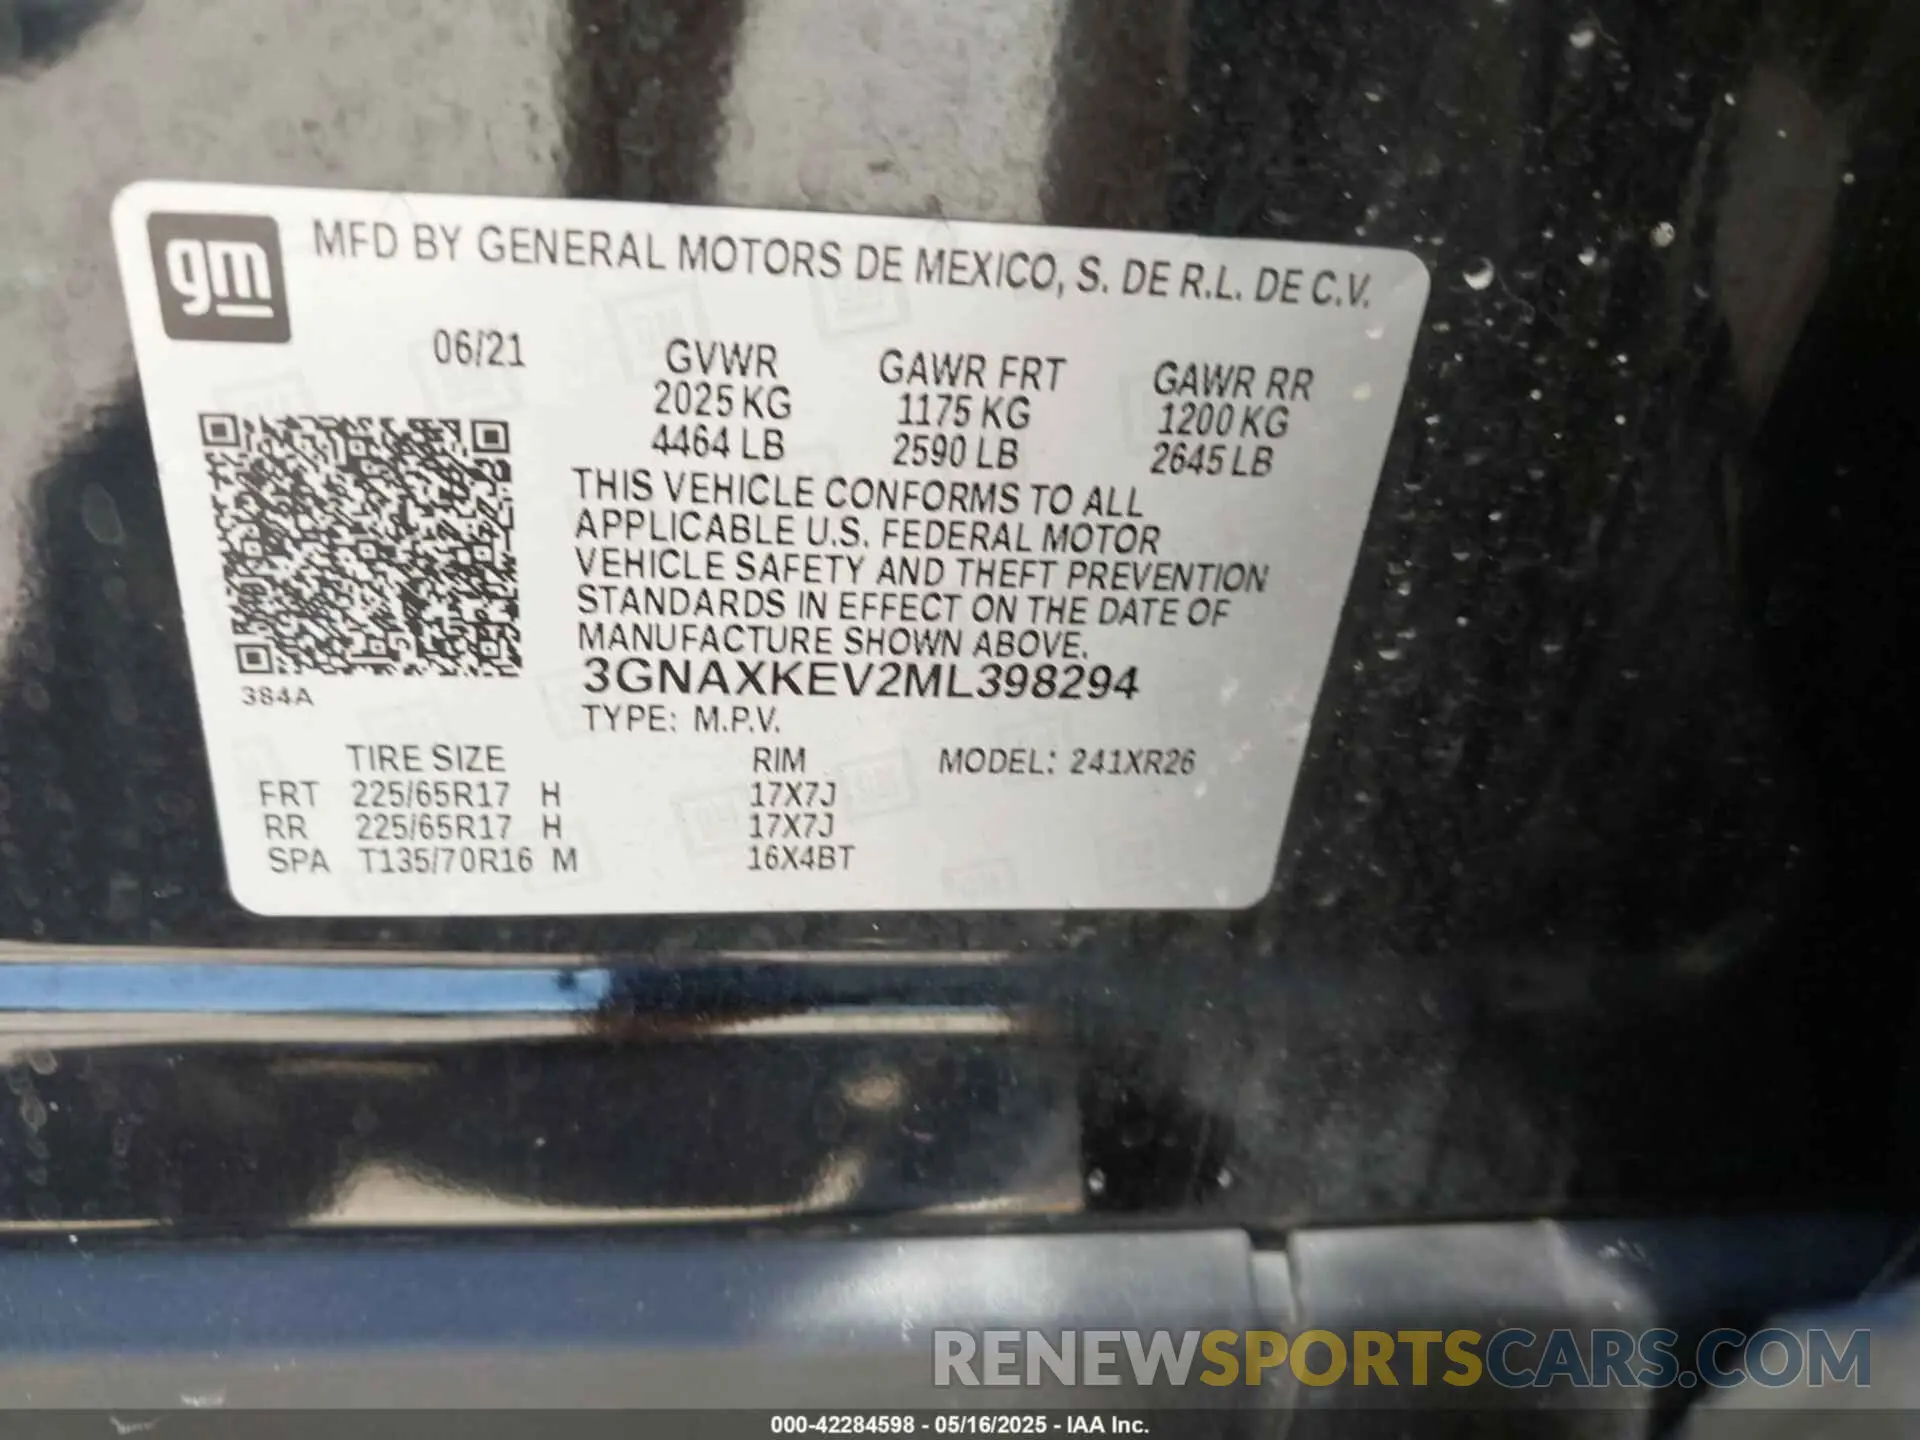 gm MFD BY GENERAL MOTORS DE MEXICO, S. DE R.L. DE C.V.
06/21 GVWR GAWR FRT GAWR RR
2025 KG 1175 KG 1200 KG
4464 LB 2590 LB 2645 LB
THIS VEHICLE CONFORMS TO ALL
APPLICABLE U.S. FEDERAL MOTOR
VEHICLE SAFETY AND THEFT PREVENTION
STANDARDS IN EFFECT ON THE DATE OF
MANUFACTURE SHOWN ABOVE.
3GNAXKEV2ML398294
384A
TYPE: M.P.V.
TIRE SIZE RIM MODEL: 241XR26
FRT 225/65R17 H 17X7J
RR 225/65R17 H 17X7J
SPA T135/70R16 M 16X4BT
RENEWSPORTSCARS.COM
000-42284598 - 05/16/2025 - IAA Inc.